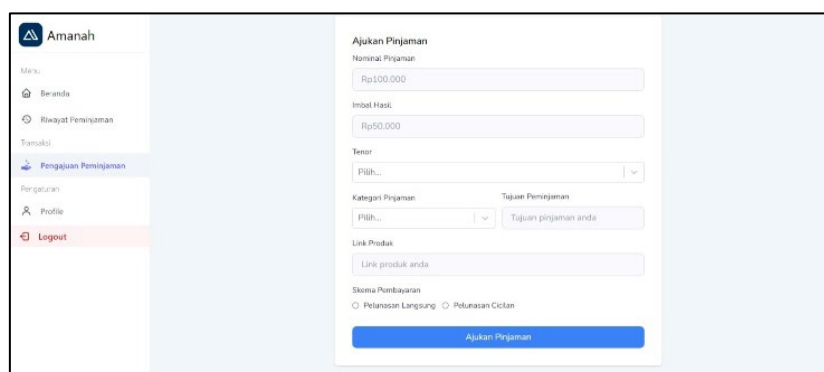 Amanah
Menu
Beranda
Riwayat Peminjaman
Transaksi
Pengajuan Peminjaman
Pengaturan
Profile
Logout
Ajukan Pinjaman
Nominal Pinjaman
Rp100.000
Imbal Hasil
Rp50.000
Tenor
Pilih...
Kategori Pinjaman Tujuan Peminjaman
Pilih... Tujuan pinjaman anda
Link Produk
Link produk anda
Skema Pembayaran
Pelunasan Langsung Pelunasan Cicilan
Ajukan Pinjaman